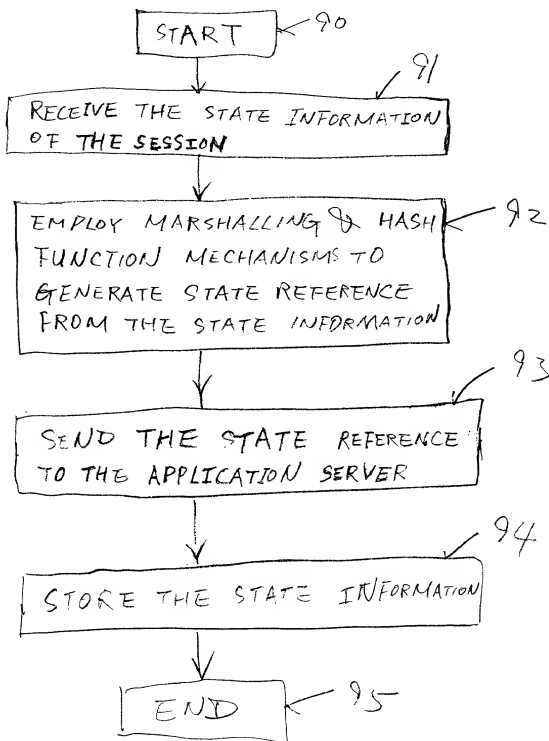 START
90
91
RECEIVE THE STATE INFORMATION
OF THE SESSION
92
EMPLOY MARSHALLING & HASH
FUNCTION MECHANISMS TO
GENERATE STATE REFERENCE
FROM THE STATE INFORMATION
93
SEND THE STATE REFERENCE
TO THE APPLICATION SERVER
94
STORE THE STATE INFORMATION
END
95